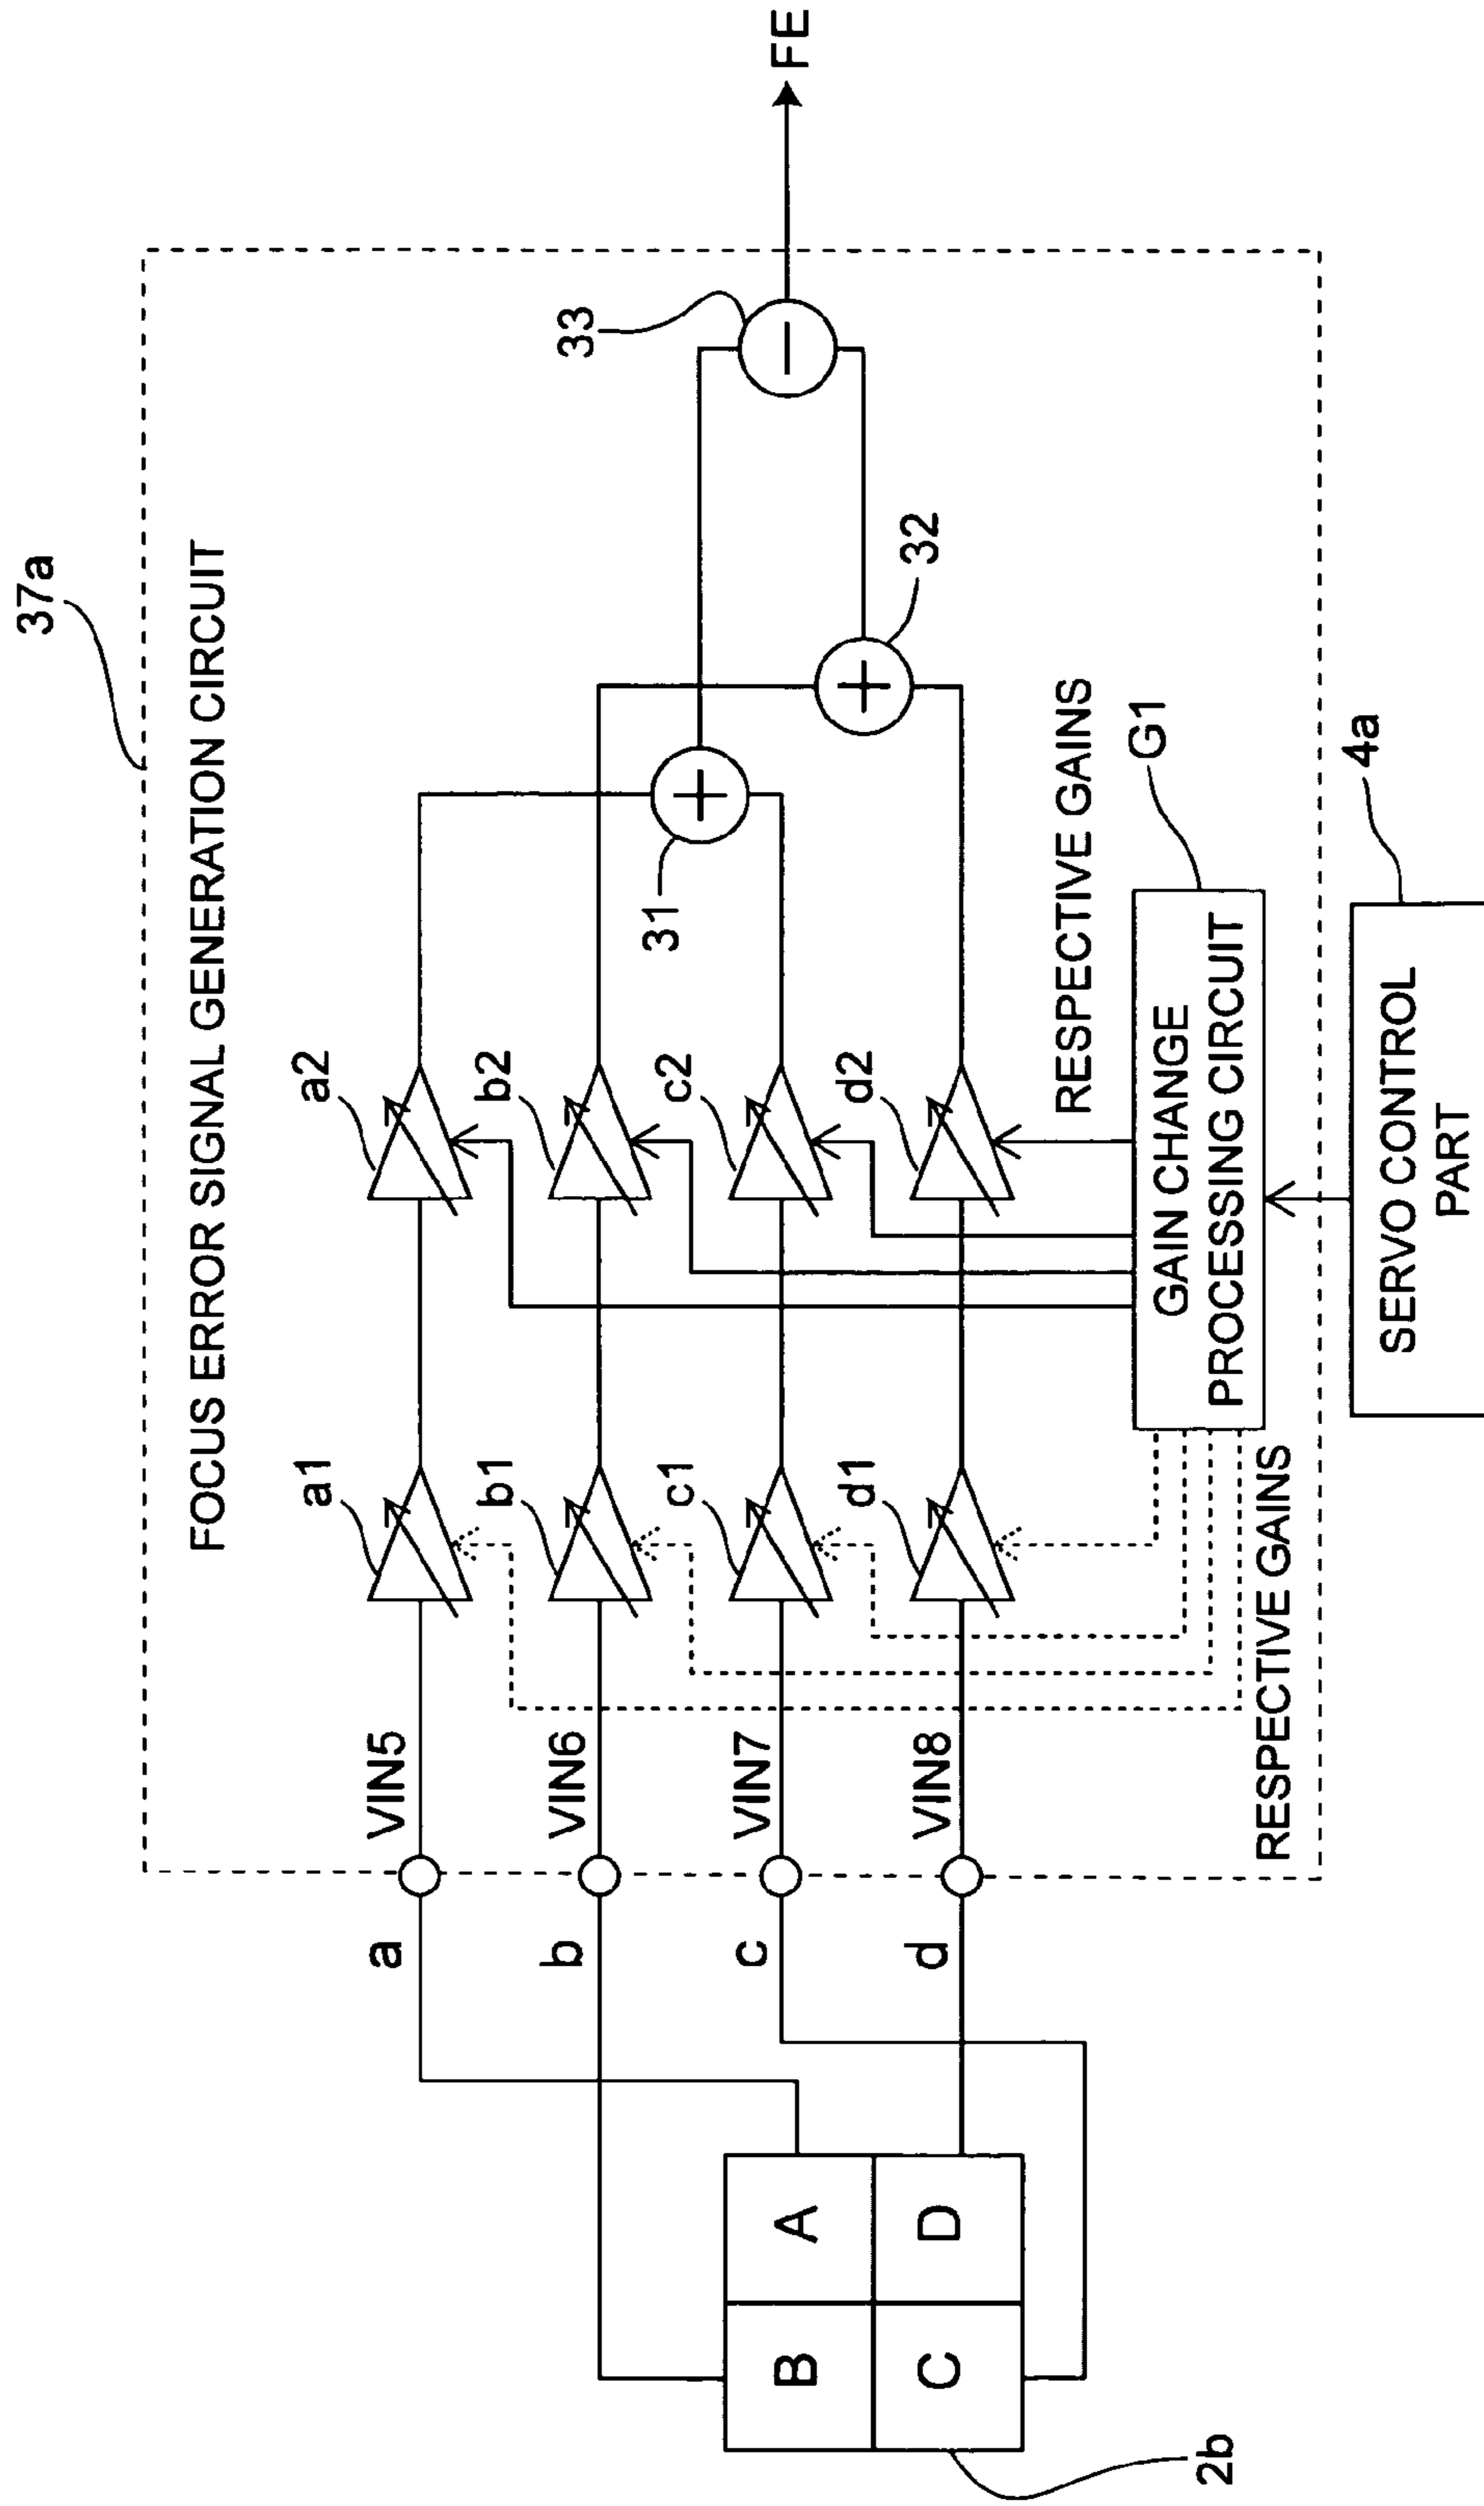 37a
FOCUS ERROR SIGNAL GENERATION CIRCUIT
a
VIN5
a1
a2
b
VIN6
b1
b2
c
VIN7
c1
c2
d
VIN8
d1
d2
31
32
33
FE
B
A
C
D
2b
RESPECTIVE GAINS
RESPECTIVE GAINS
GAIN CHANGE
PROCESSING CIRCUIT
G1
SERVO CONTROL
PART
4a